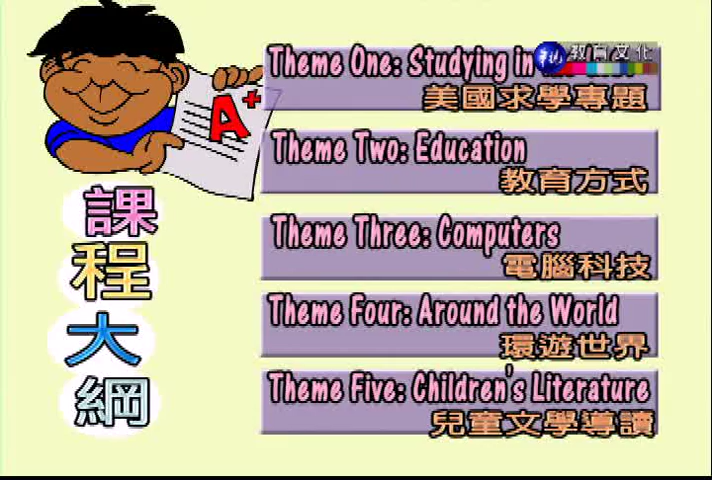 Theme One: Studying in
教育文化
美國求學專題
A+
Theme Two: Education
教育方式
Theme Three: Computers
電腦科技
Theme Four: Around the World
環遊世界
Theme Five: Children's Literature
兒童文學導讀
課程大綱